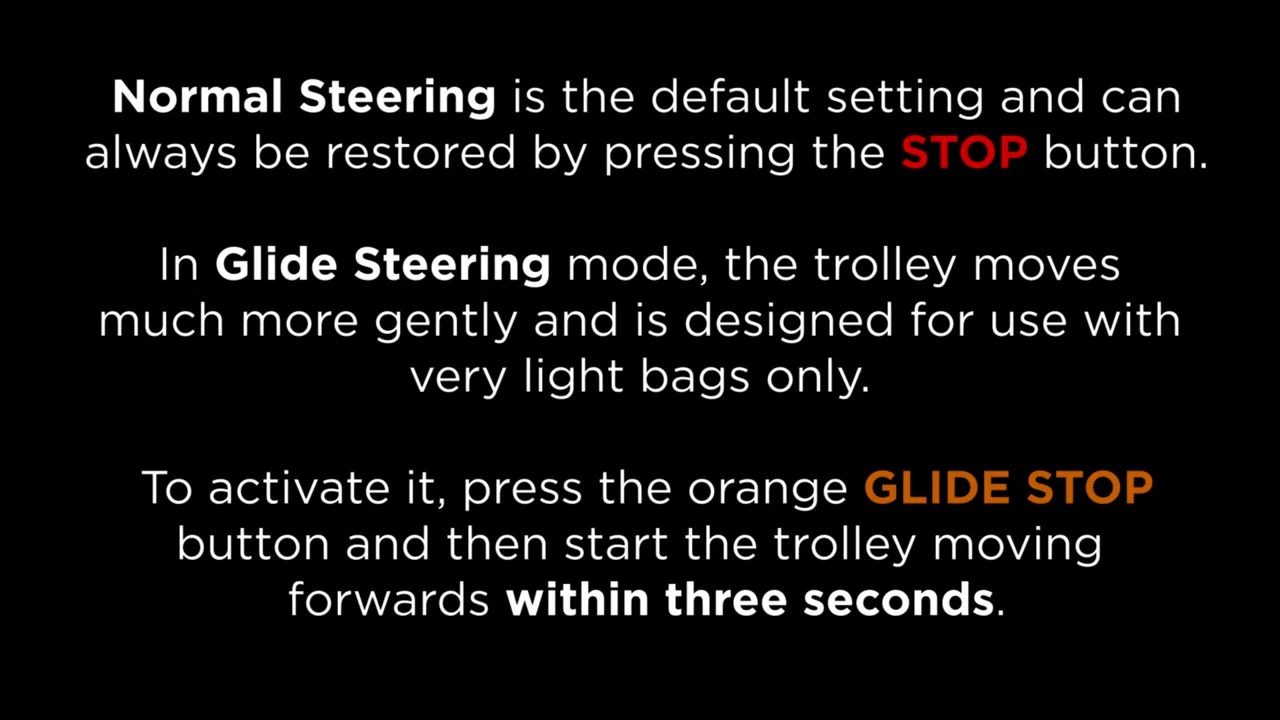 Normal Steering is the default setting and can
always be restored by pressing the STOP button.
In Glide Steering mode, the trolley moves
much more gently and is designed for use with
very light bags only.
To activate it, press the orange GLIDE STOP
button and then start the trolley moving
forwards within three seconds.